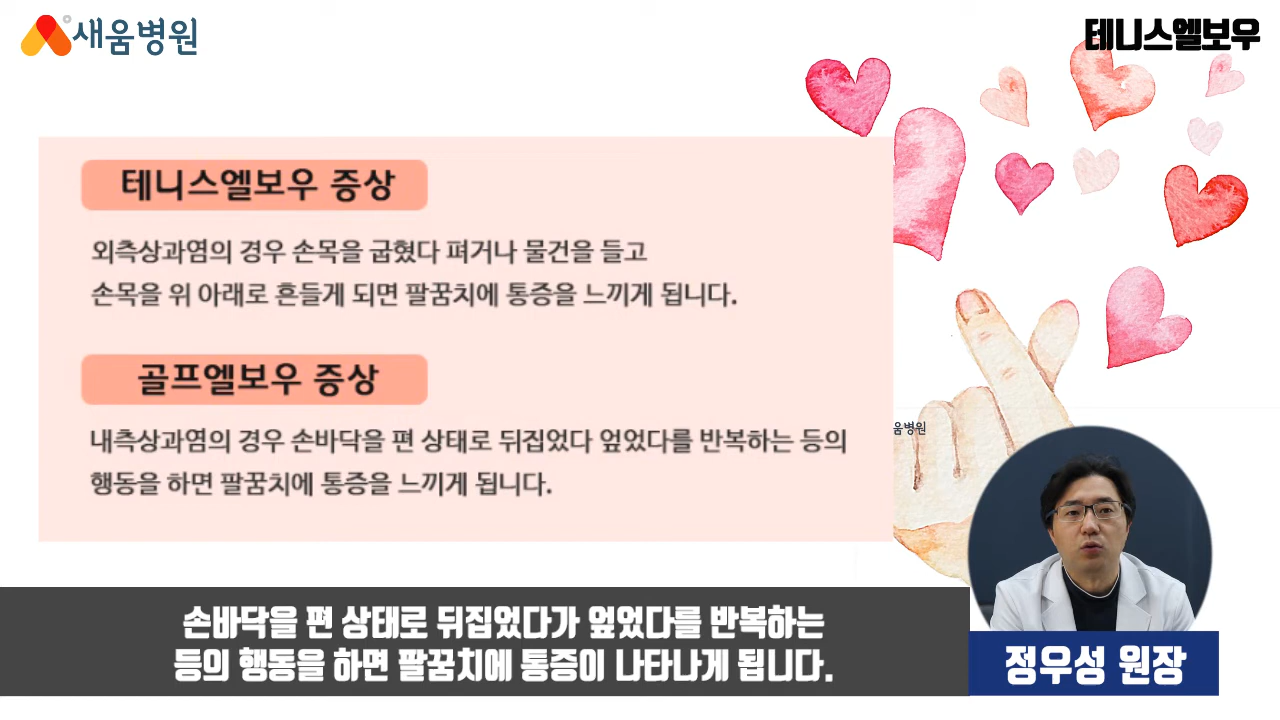 새움병원
테니스엘보우
테니스엘보우 증상
외측상과염의 경우 손목을 굽혔다 펴거나 물건을 들고
손목을 위 아래로 흔들게 되면 팔꿈치에 통증을 느끼게 됩니다.
골프엘보우 증상
내측상과염의 경우 손바닥을 편 상태로 뒤집었다 엎었다를 반복하는 등의
행동을 하면 팔꿈치에 통증을 느끼게 됩니다.
움병원
손바닥을 편 상태로 뒤집었다가 엎었다를 반복하는
등의 행동을 하면 팔꿈치에 통증이 나타나게 됩니다.
정우성 원장